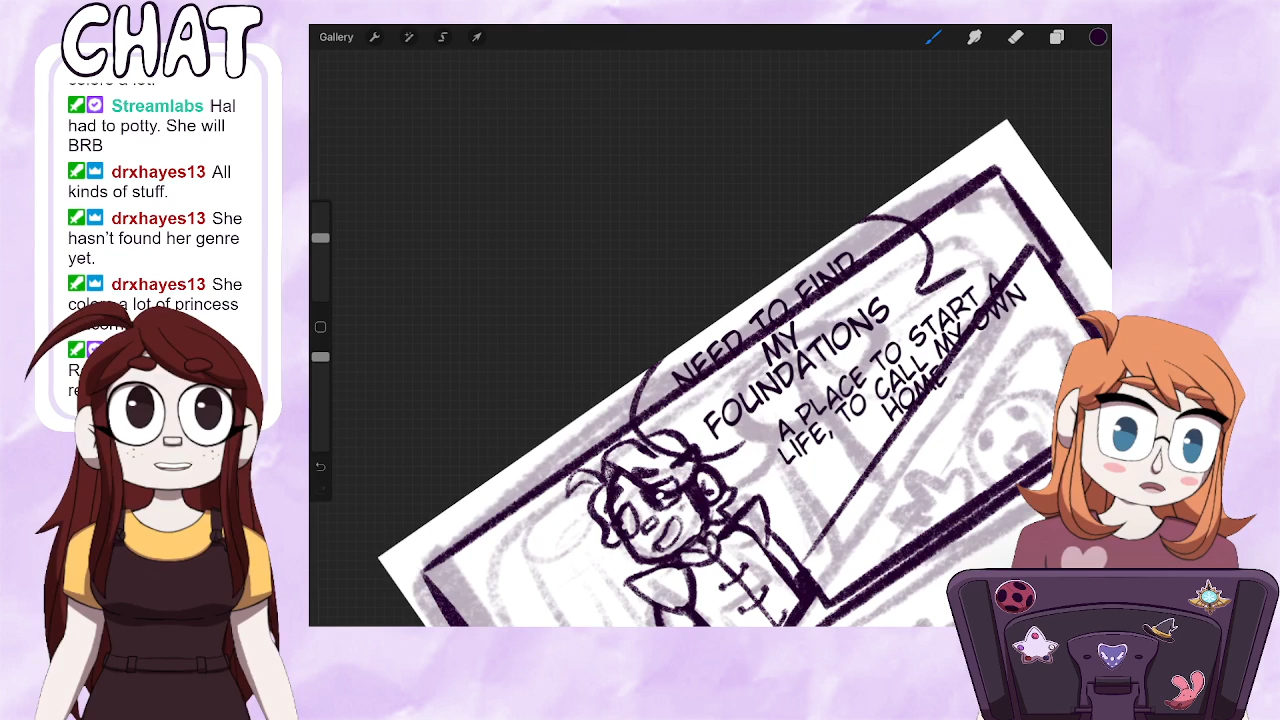 CHAT
Streamlabs Hal
had to potty. She will
BRB
drxhayes13 All
kinds of stuff.
drxhayes13 She
hasn't found her genre
yet.
drxhayes13 She
colors a lot of princess
Gallery
NEED TO FIND
MY
FOUNDATIONS
A PLACE TO START A
LIFE, TO CALL MY OWN
HOME